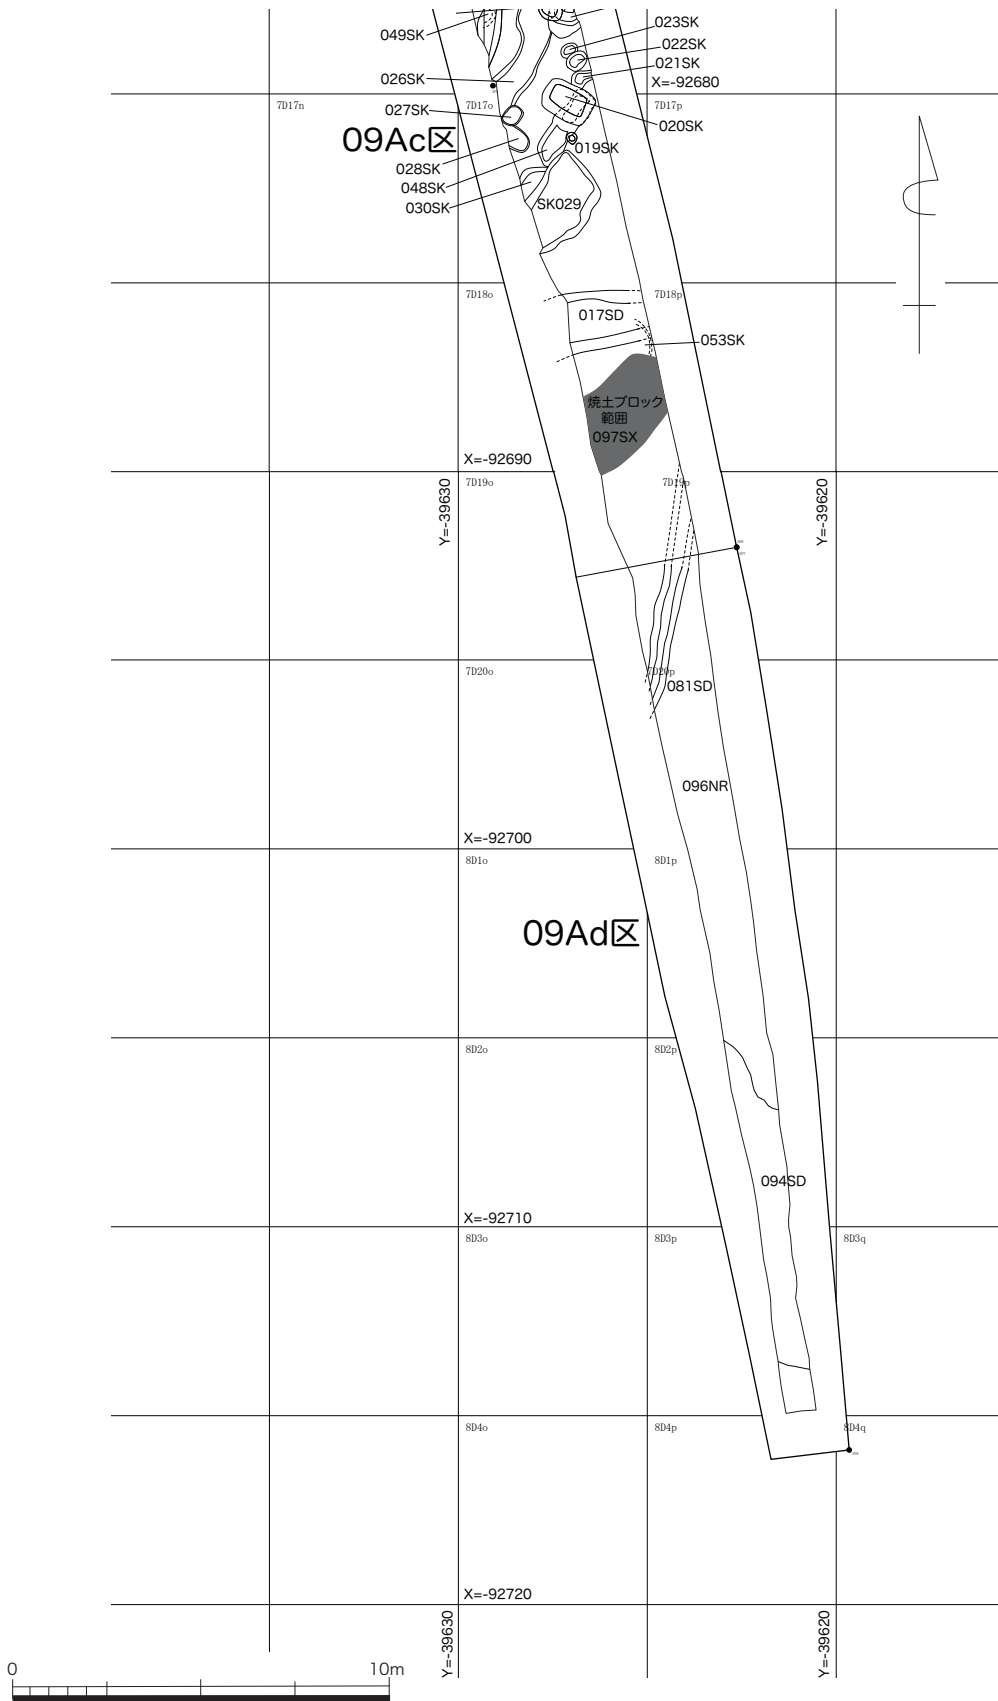 023SK
049SK
022SK
021SK
026SK
X=-92680
7D17n
7D17o
7D17p
027SK
020SK
09Ac区
019SK
028SK
048SK
030SK
SK029
7D18o
7D18p
017SD
053SK
焼土ブロック
範囲
097SX
X=-92690
7D19o
7D19p
Y=-39630
Y=-39620
7D20o
7D20p
081SD
096NR
X=-92700
8D1o
8D1p
09Ad区
8D2o
8D2p
094SD
X=-92710
8D3o
8D3p
8D3q
8D4o
8D4p
8D4q
X=-92720
Y=-39630
Y=-39620
0
10m